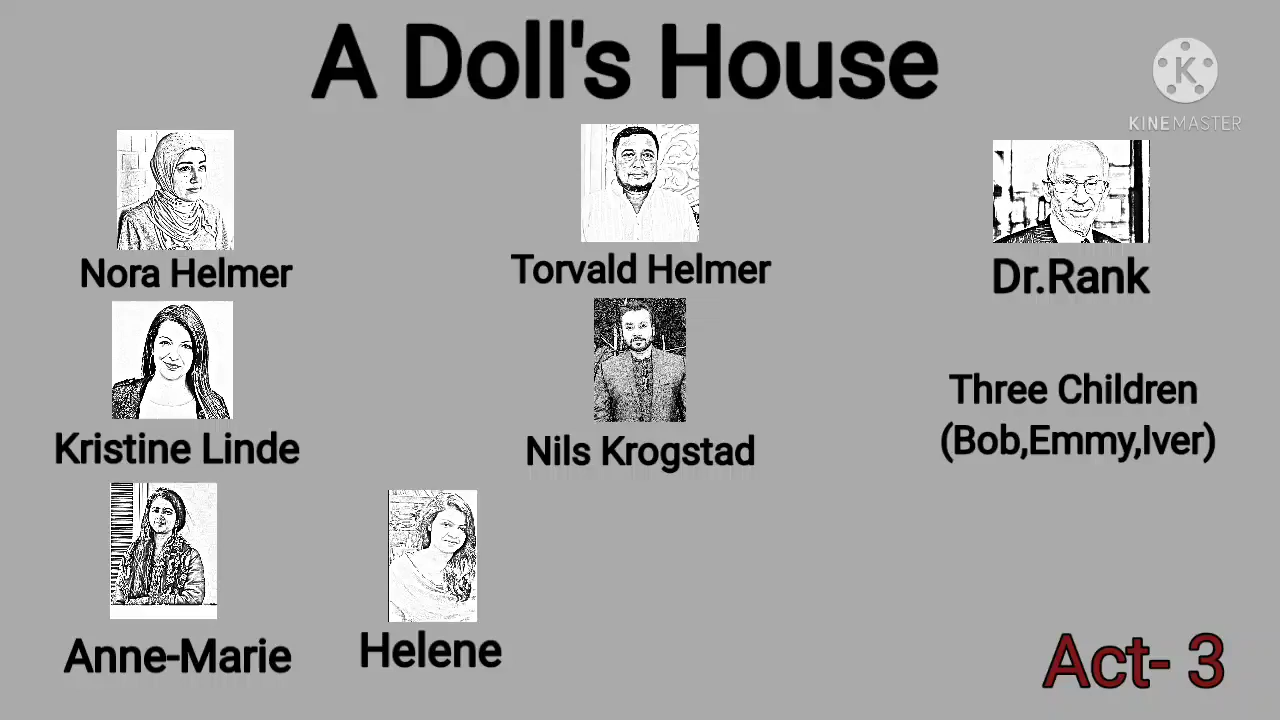 A Doll's House
K
KINEMASTER
Nora Helmer
Torvald Helmer
Dr.Rank
Kristine Linde
Nils Krogstad
Three Children
(Bob,Emmy,Iver)
Anne-Marie
Helene
Act- 3